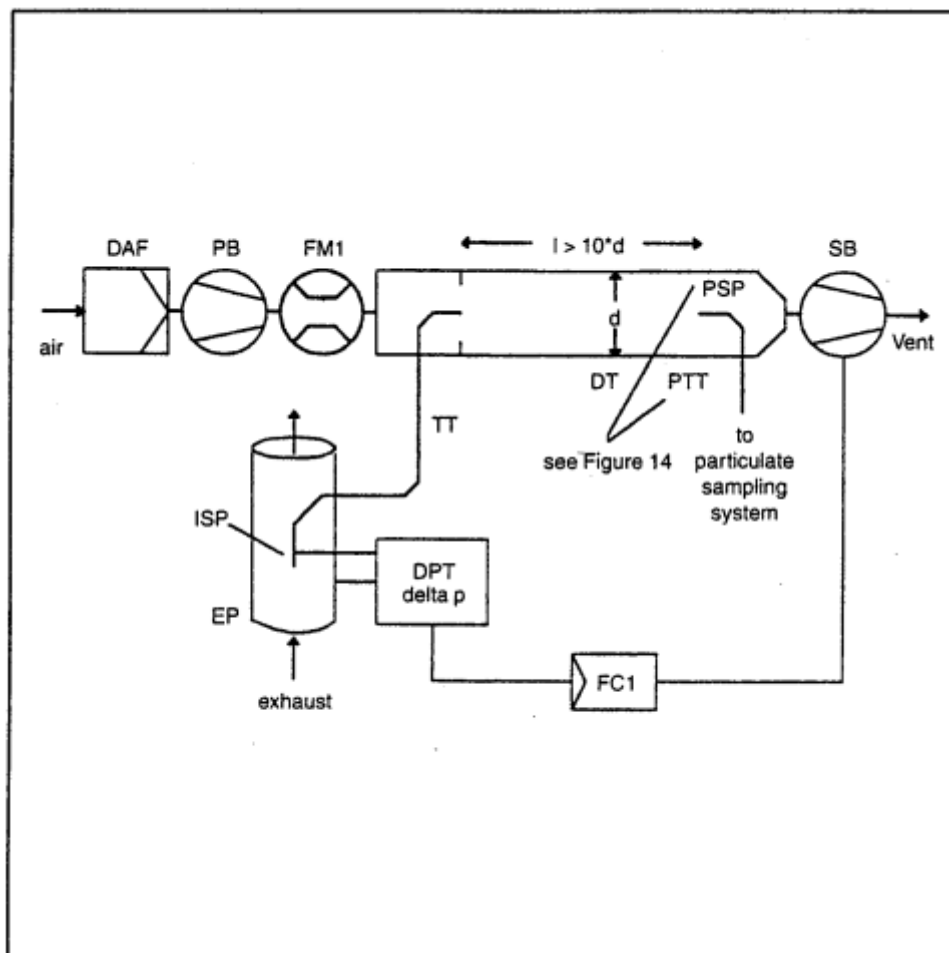 DAF
PB
FM1
l > 10*d
SB
PSP
d
air
Vent
DT
PTT
TT
see Figure 14
to
particulate
sampling
system
ISP
DPT
delta p
EP
FC1
exhaust